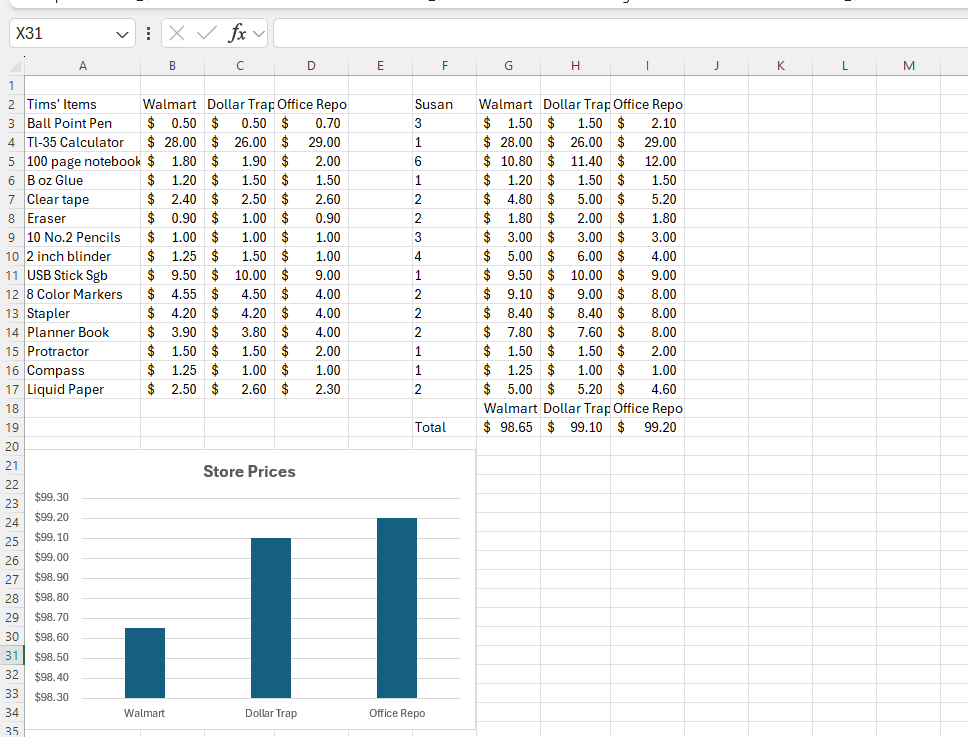 X31 fx
A B C D E F G H I J K L M
1
2 Tims' Items Walmart Dollar Trap Office Repo Susan Walmart Dollar Trap Office Repo
3 Ball Point Pen $ 0.50 $ 0.50 $ 0.70 3 $ 1.50 $ 1.50 $ 2.10
4 TI-35 Calculator $ 28.00 $ 26.00 $ 29.00 1 $ 28.00 $ 26.00 $ 29.00
5 100 page notebook $ 1.80 $ 1.90 $ 2.00 6 $ 10.80 $ 11.40 $ 12.00
6 B oz Glue $ 1.20 $ 1.50 $ 1.50 1 $ 1.20 $ 1.50 $ 1.50
7 Clear tape $ 2.40 $ 2.50 $ 2.60 2 $ 4.80 $ 5.00 $ 5.20
8 Eraser $ 0.90 $ 1.00 $ 0.90 2 $ 1.80 $ 2.00 $ 1.80
9 10 No.2 Pencils $ 1.00 $ 1.00 $ 1.00 3 $ 3.00 $ 3.00 $ 3.00
10 2 inch blinder $ 1.25 $ 1.50 $ 1.00 4 $ 5.00 $ 6.00 $ 4.00
11 USB Stick Sgb $ 9.50 $ 10.00 $ 9.00 1 $ 9.50 $ 10.00 $ 9.00
12 8 Color Markers $ 4.55 $ 4.50 $ 4.00 2 $ 9.10 $ 9.00 $ 8.00
13 Stapler $ 4.20 $ 4.20 $ 4.00 2 $ 8.40 $ 8.40 $ 8.00
14 Planner Book $ 3.90 $ 3.80 $ 4.00 2 $ 7.80 $ 7.60 $ 8.00
15 Protractor $ 1.50 $ 1.50 $ 2.00 1 $ 1.50 $ 1.50 $ 2.00
16 Compass $ 1.25 $ 1.00 $ 1.00 1 $ 1.25 $ 1.00 $ 1.00
17 Liquid Paper $ 2.50 $ 2.60 $ 2.30 2 $ 5.00 $ 5.20 $ 4.60
18 Walmart Dollar Trap Office Repo
19 Total $ 98.65 $ 99.10 $ 99.20
20
21 Store Prices
22
23 $99.30
24 $99.20
25 $99.10
26 $99.00
27 $98.90
28 $98.80
29 $98.70
30 $98.60
31 $98.50
32 $98.40
33 $98.30
34 Walmart Dollar Trap Office Repo
35